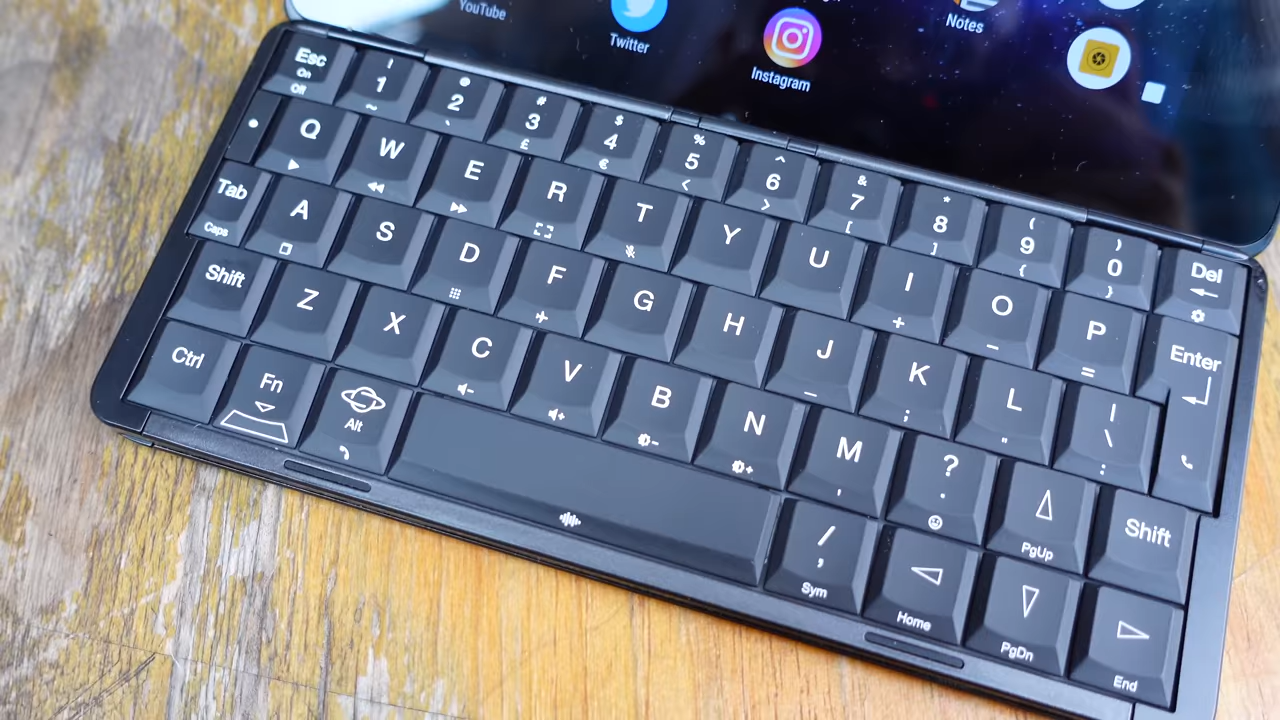 YouTube
Twitter
Instagram
Notes
Esc
On
Off
! 1 ~
@ 2 `
# 3 £
$ 4 €
% 5 <
^ 6 >
& 7 [
* 8 ]
( 9 {
) 0 }
Del
Q W E R T Y U I + O _ P =
Enter
Tab
Caps
A S D F G H J _ K ; L " | \ :
Shift
Z X C V B N M , ? .
PgUp
Shift
Ctrl
Fn
Alt
/ ,
Sym
Home
PgDn
End